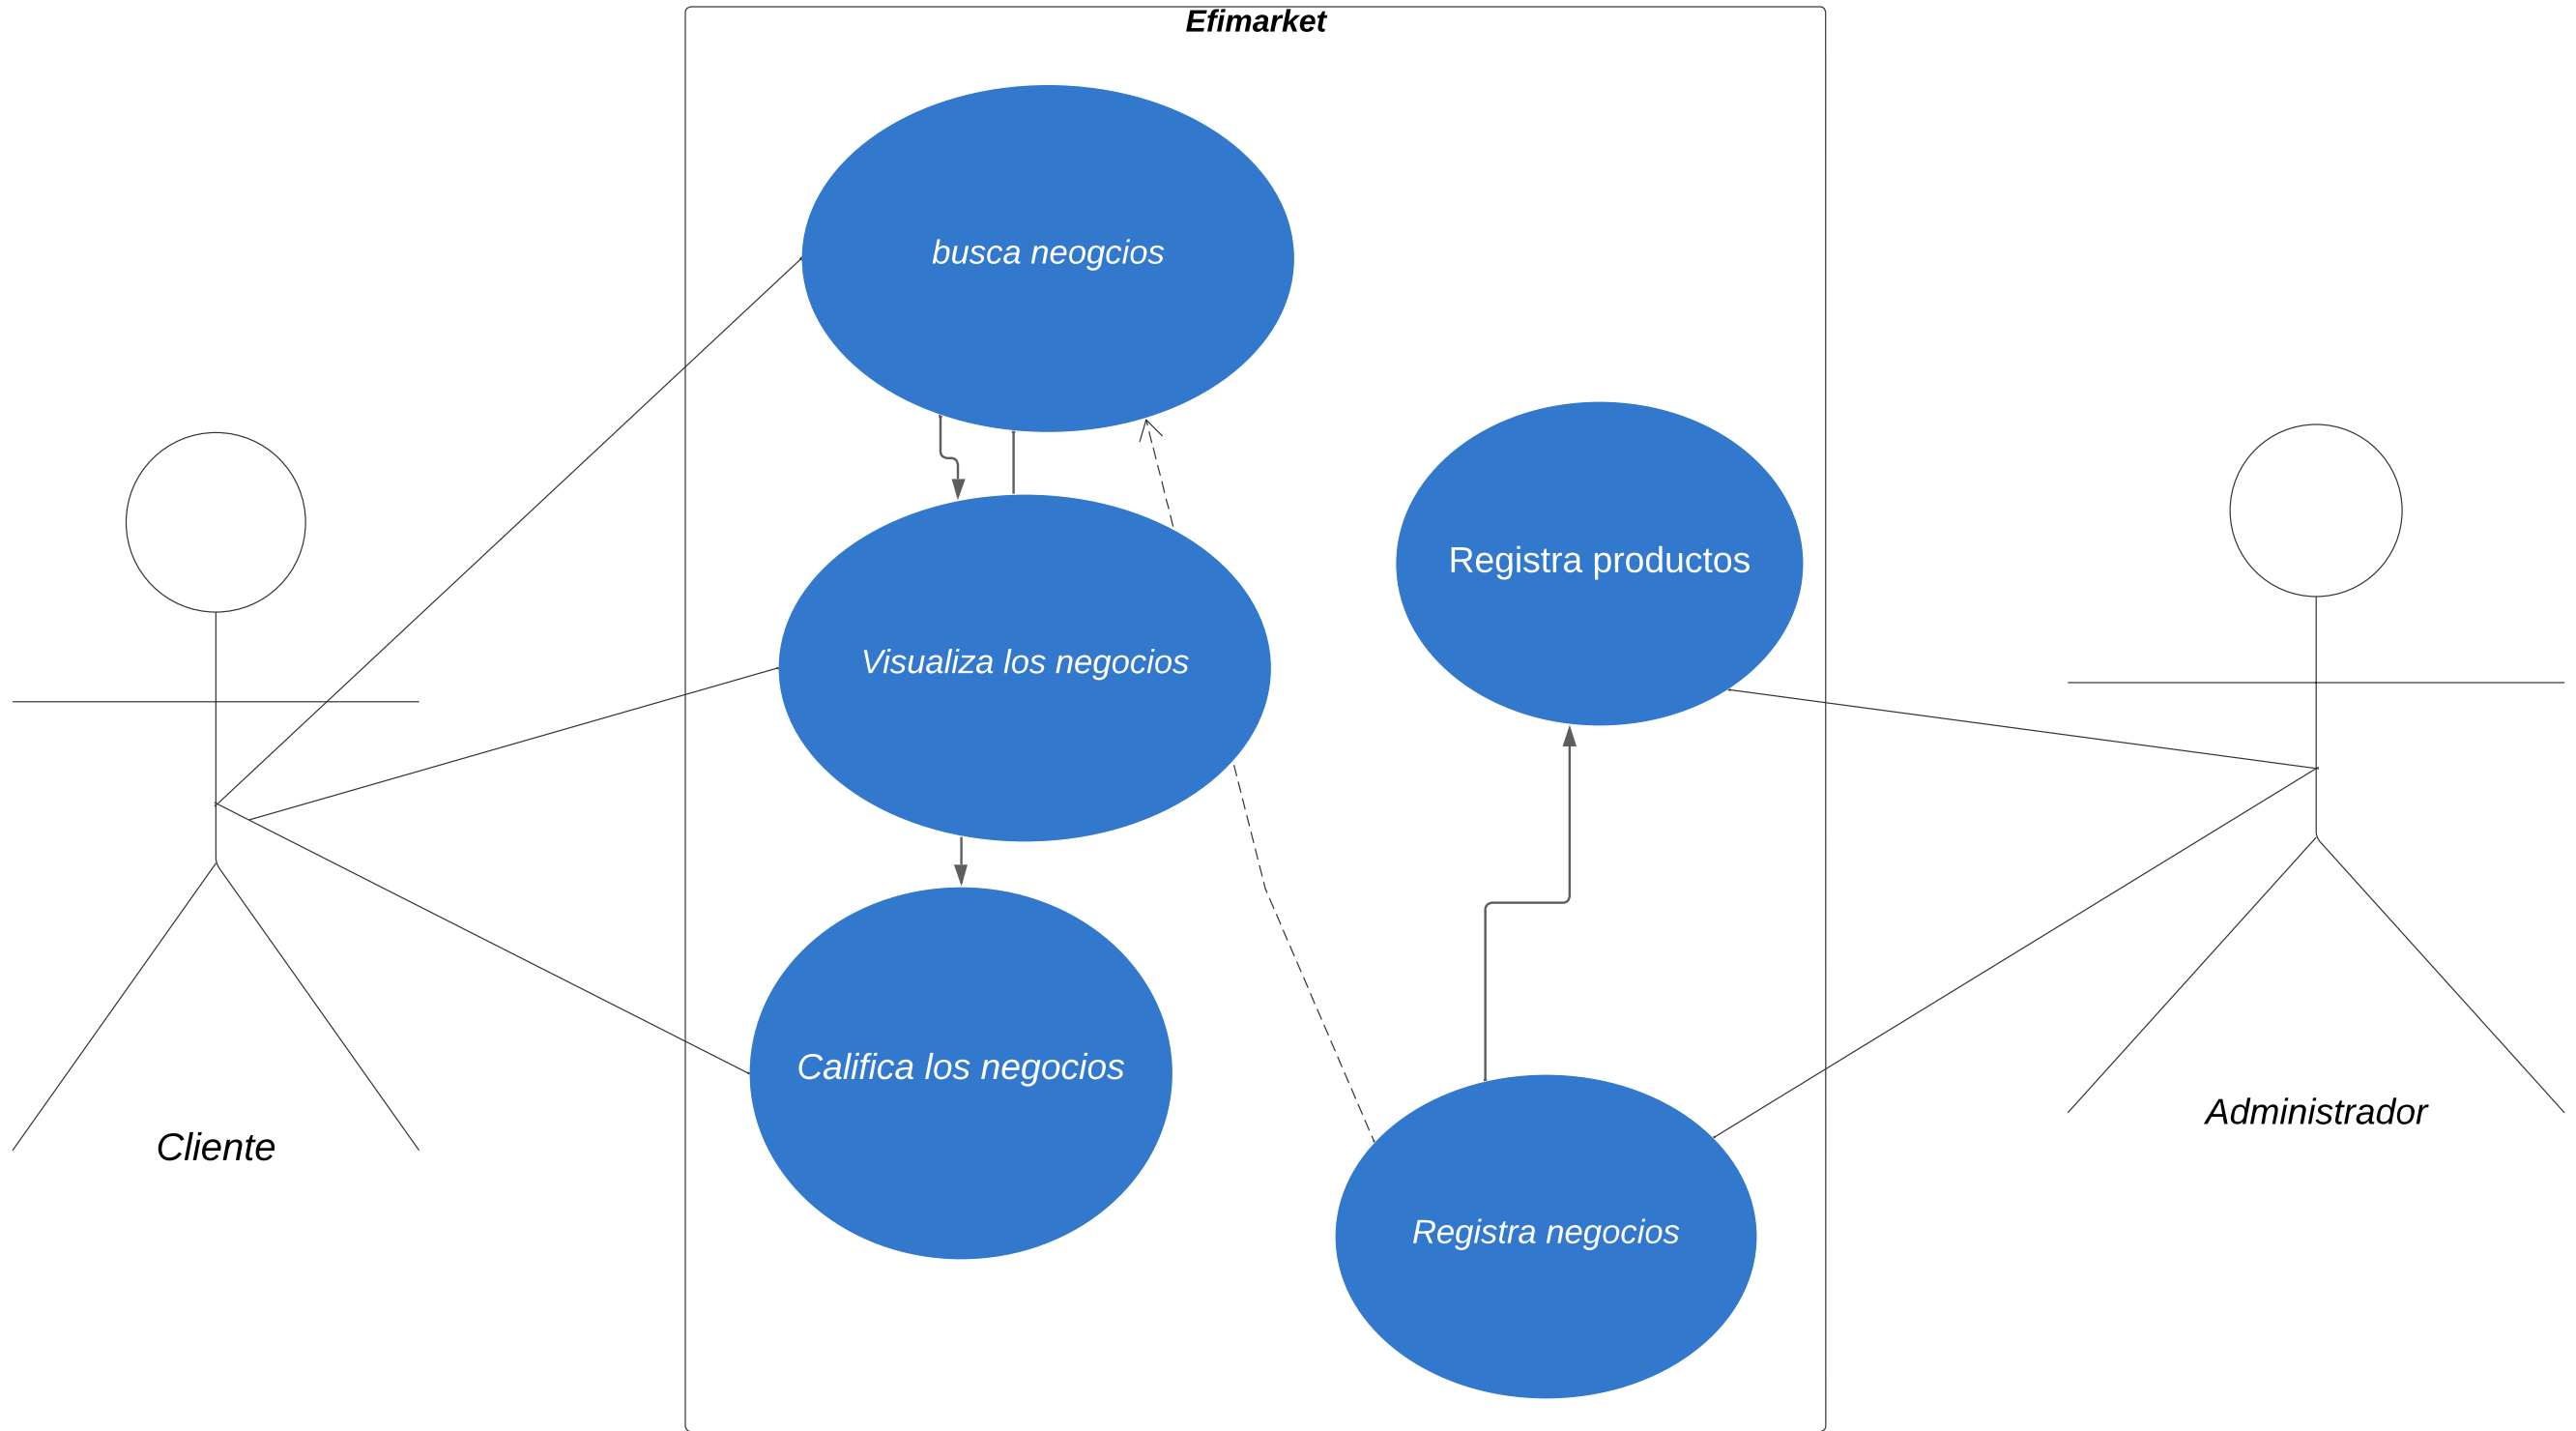 Efimarket
busca neogcios
Registra productos
Visualiza los negocios
Califica los negocios
Cliente
Administrador
Registra negocios